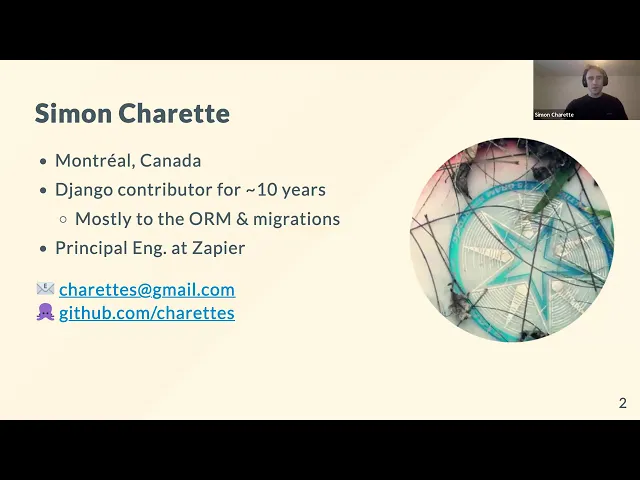 Simon Charette
Simon Charette
• Montréal, Canada
• Django contributor for ~10 years
◦ Mostly to the ORM & migrations
• Principal Eng. at Zapier
charettes@gmail.com
github.com/charettes
2